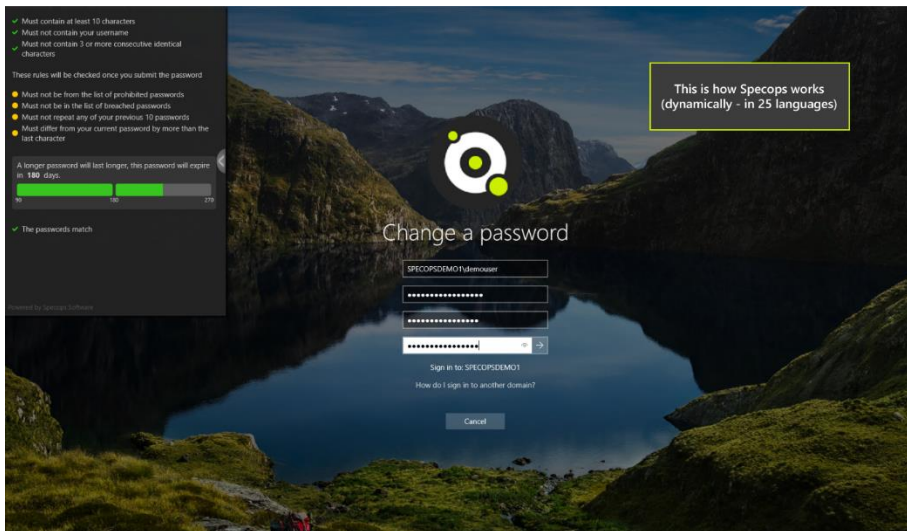 Must contain at least 10 characters
Must not contain your username
Must not contain 3 or more consecutive identical
characters
These rules will be checked once you submit the password
Must not be from the list of prohibited passwords
Must not be in the list of breached passwords
Must not repeat any of your previous 10 passwords
Must differ from your current password by more than the
last character
A longer password will last longer, this password will expire
in 180 days.
90 180 270
The passwords match
Powered by Specops Software
This is how Specops works
(dynamically - in 25 languages)
Change a password
SPECOPSDEMO1\demouser
Sign in to: SPECOPSDEMO1
How do I sign in to another domain?
Cancel